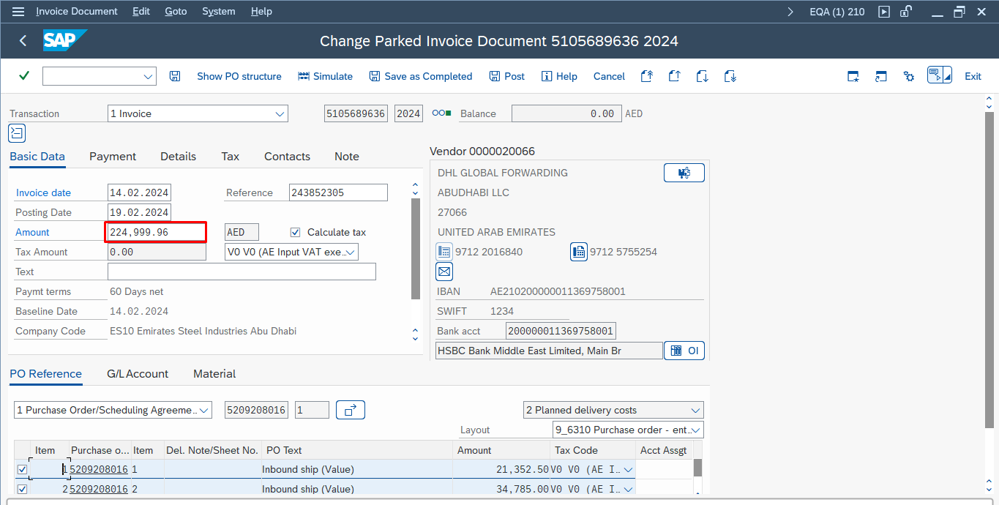 Invoice Document Edit Goto System Help EQA (1) 210
SAP Change Parked Invoice Document 5105689636 2024
Show PO structure Simulate Save as Completed Post Help Cancel Exit
Transaction 1 Invoice 5105689636 2024 Balance 0.00 AED
Basic Data Payment Details Tax Contacts Note
Invoice date 14.02.2024 Reference 243852305
Posting Date 19.02.2024
Amount 224,999.96 AED Calculate tax
Tax Amount 0.00 V0 V0 (AE Input VAT exe...
Text
Paymt terms 60 Days net
Baseline Date 14.02.2024
Company Code ES10 Emirates Steel Industries Abu Dhabi
Vendor 0000020066
DHL GLOBAL FORWARDING
ABUDHABI LLC
27066
UNITED ARAB EMIRATES
9712 2016840 9712 5755254
IBAN AE210200000011369758001
SWIFT 1234
Bank acct 200000011369758001
HSBC Bank Middle East Limited, Main Br OI
PO Reference G/L Account Material
1 Purchase Order/Scheduling Agreeme... 5209208016 1 2 Planned delivery costs
Layout 9_6310 Purchase order - ent...
Item Purchase o... Item Del. Note/Sheet No. PO Text Amount Tax Code Acct Assgt
1 5209208016 1 Inbound ship (Value) 21,352.50 V0 V0 (AE I...
2 5209208016 2 Inbound ship (Value) 34,785.00 V0 V0 (AE I...